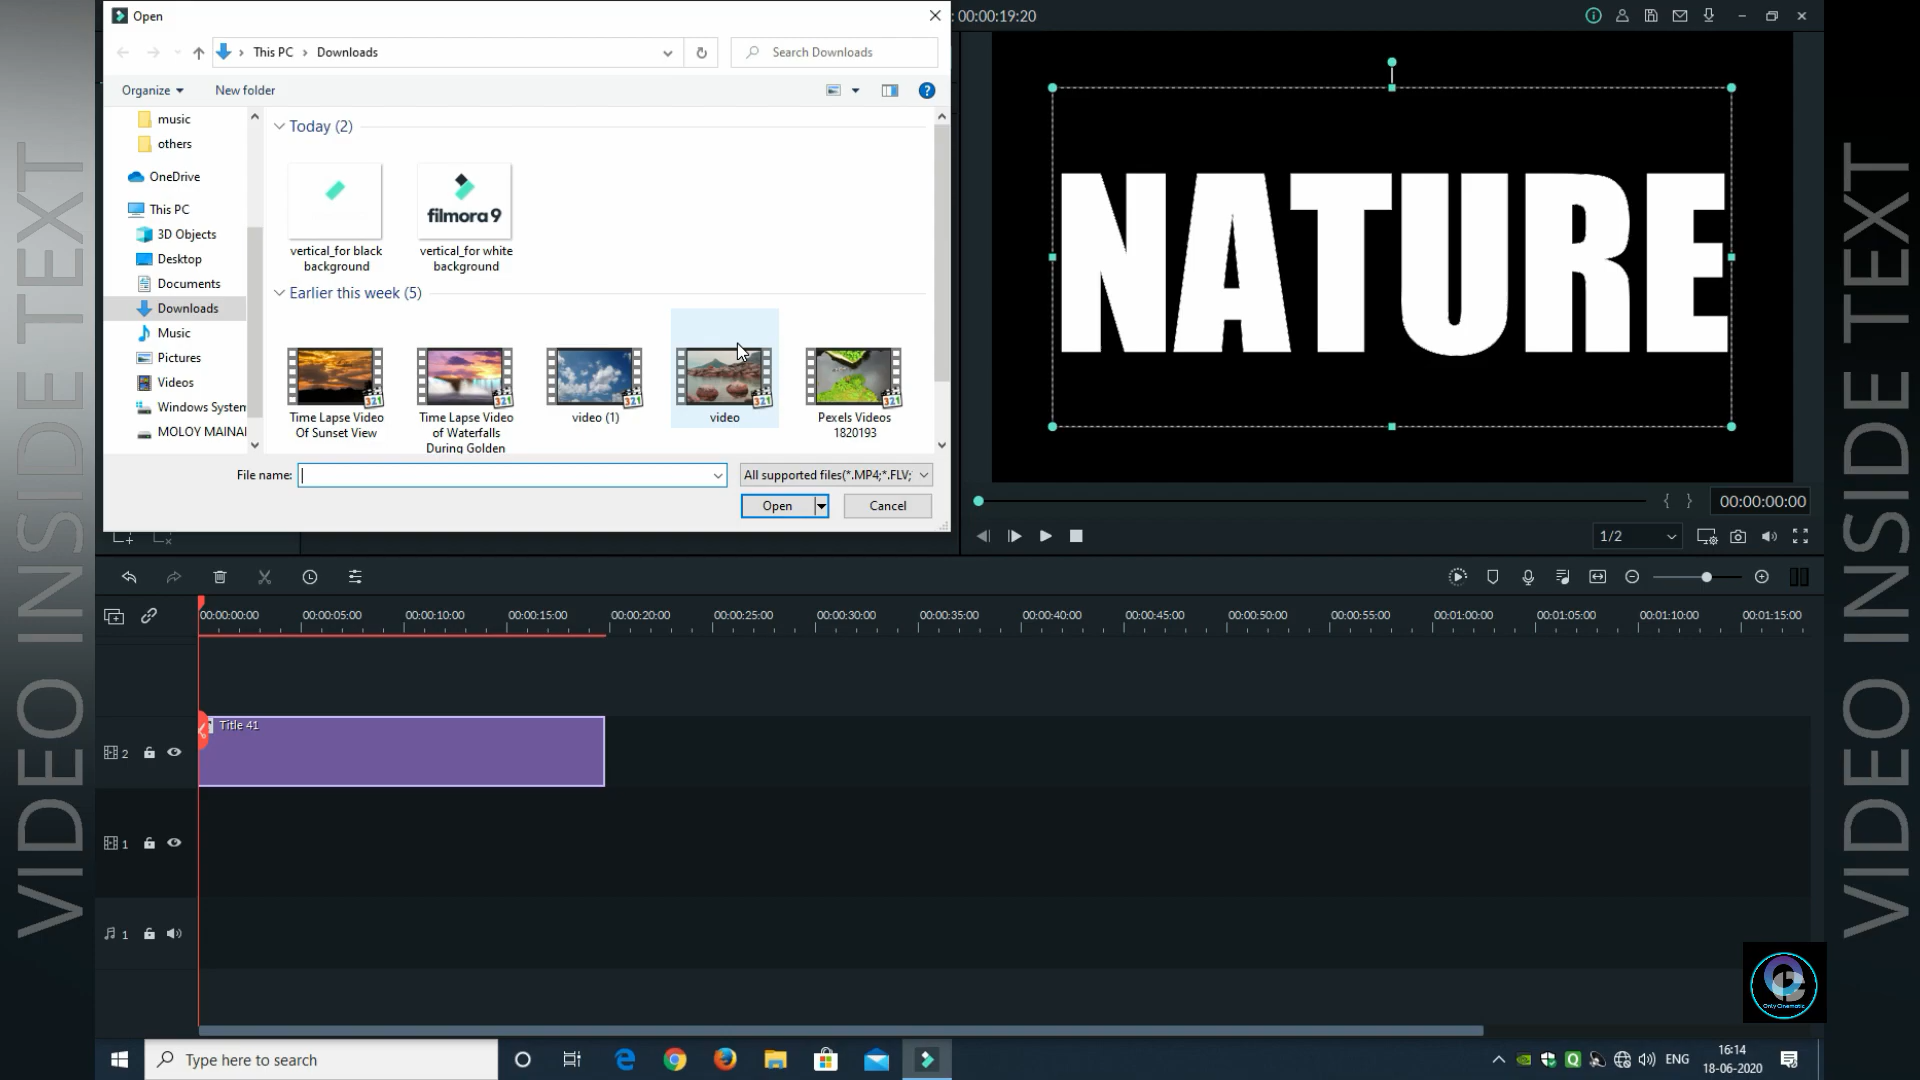 VIDEO INSIDE TEXT
Open
This PC
Downloads
Search Downloads
Organize
New folder
music
others
OneDrive
This PC
3D Objects
Desktop
Documents
Downloads
Music
Pictures
Videos
Windows System
MOLOY MAINA
Today (2)
filmora 9
vertical_for black
background
vertical_for white
background
Earlier this week (5)
Time Lapse Video
Of Sunset View
Time Lapse Video
of Waterfalls
During Golden
video (1)
video
Pexels Videos
1820193
File name:
All supported files(*.MP4;*.FLV;
Open
Cancel
: 00:00:19:20
NATURE
00:00:00:00
1/2
00:00:00:00
00:00:05:00
00:00:10:00
00:00:15:00
00:00:20:00
00:00:25:00
00:00:30:00
00:00:35:00
00:00:40:00
00:00:45:00
00:00:50:00
00:00:55:00
00:01:00:00
00:01:05:00
00:01:10:00
00:01:15:00
Title 41
2
1
1
Only Cinematic
Type here to search
ENG
16:14
18-06-2020
VIDEO INSIDE TEXT